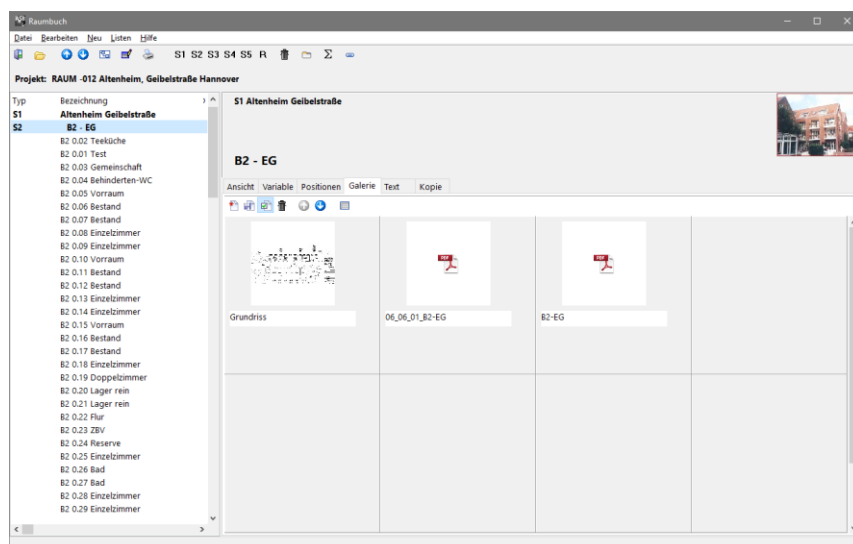 Raumbuch
Datei Bearbeiten Neu Listen Hilfe
S1 S2 S3 S4 S5 R Σ
Projekt: RAUM -012 Altenheim, Geibelstraße Hannover
Typ Bezeichnung
S1 Altenheim Geibelstraße
S2 B2 - EG
B2 0.02 Teeküche
B2 0.01 Test
B2 0.03 Gemeinschaft
B2 0.04 Behinderten-WC
B2 0.05 Vorraum
B2 0.06 Bestand
B2 0.07 Bestand
B2 0.08 Einzelzimmer
B2 0.09 Einzelzimmer
B2 0.10 Vorraum
B2 0.11 Bestand
B2 0.12 Bestand
B2 0.13 Einzelzimmer
B2 0.14 Einzelzimmer
B2 0.15 Vorraum
B2 0.16 Bestand
B2 0.17 Bestand
B2 0.18 Einzelzimmer
B2 0.19 Doppelzimmer
B2 0.20 Lager rein
B2 0.21 Lager rein
B2 0.22 Flur
B2 0.23 ZBV
B2 0.24 Reserve
B2 0.25 Einzelzimmer
B2 0.26 Bad
B2 0.27 Bad
B2 0.28 Einzelzimmer
B2 0.29 Einzelzimmer
S1 Altenheim Geibelstraße
B2 - EG
Ansicht Variable Positionen Galerie Text Kopie
PDF PDF
Grundriss 06_06_01_B2-EG B2-EG